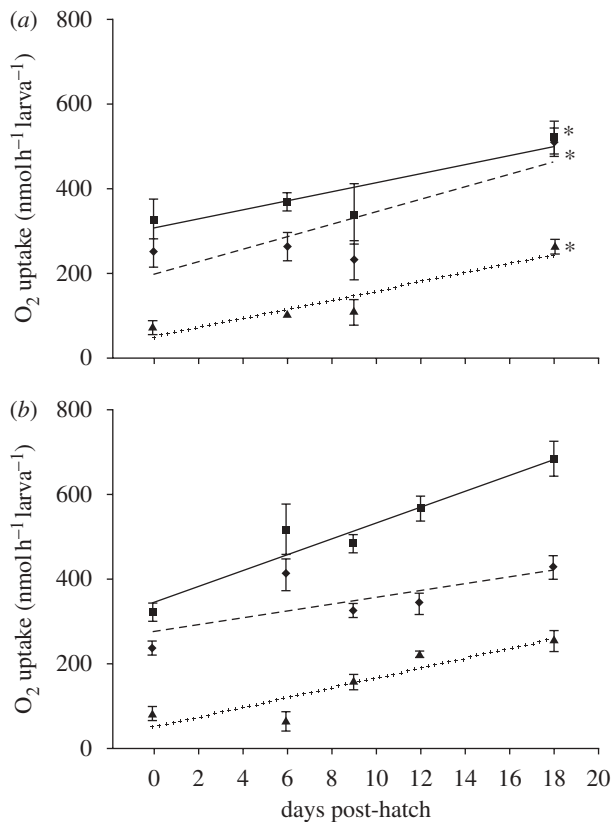 (a)
800
600
400
200
0
O₂ uptake (nmol h⁻¹ larva⁻¹)
*
*
*
(b)
800
600
400
200
0
O₂ uptake (nmol h⁻¹ larva⁻¹)
0 2 4 6 8 10 12 14 16 18 20
days post-hatch